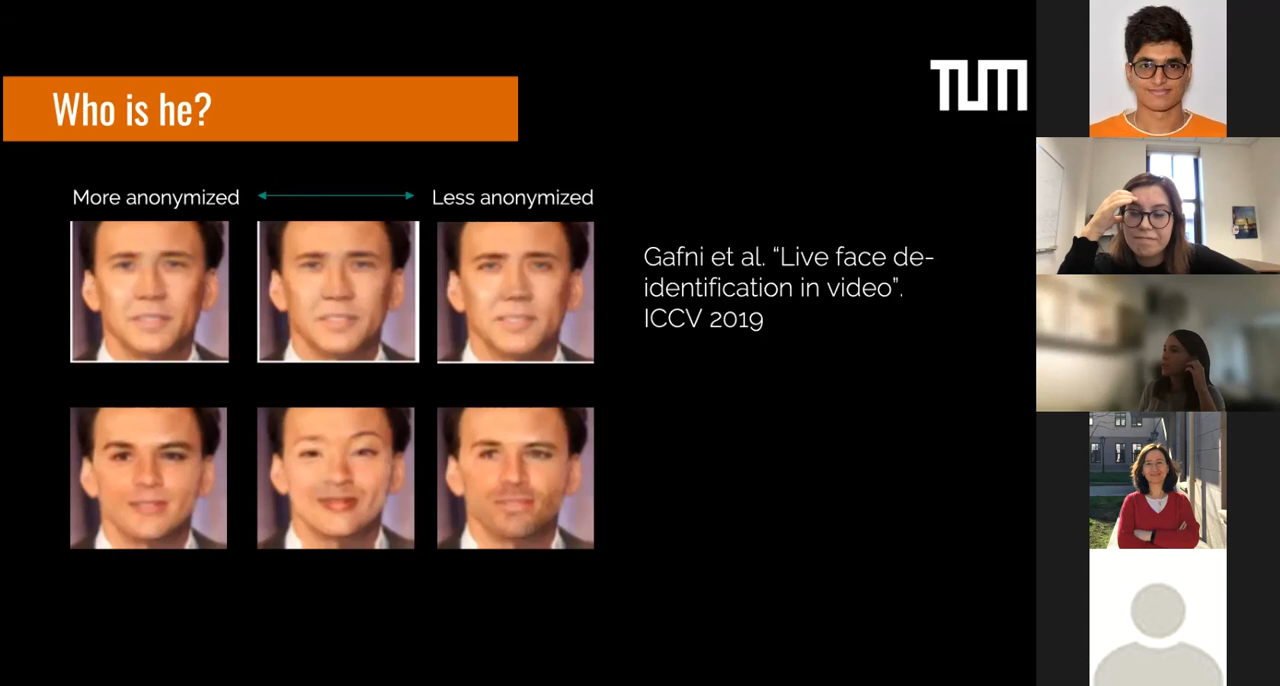 TUM
Who is he?
More anonymized
Less anonymized
Gafni et al. “Live face de-
identification in video”.
ICCV 2019